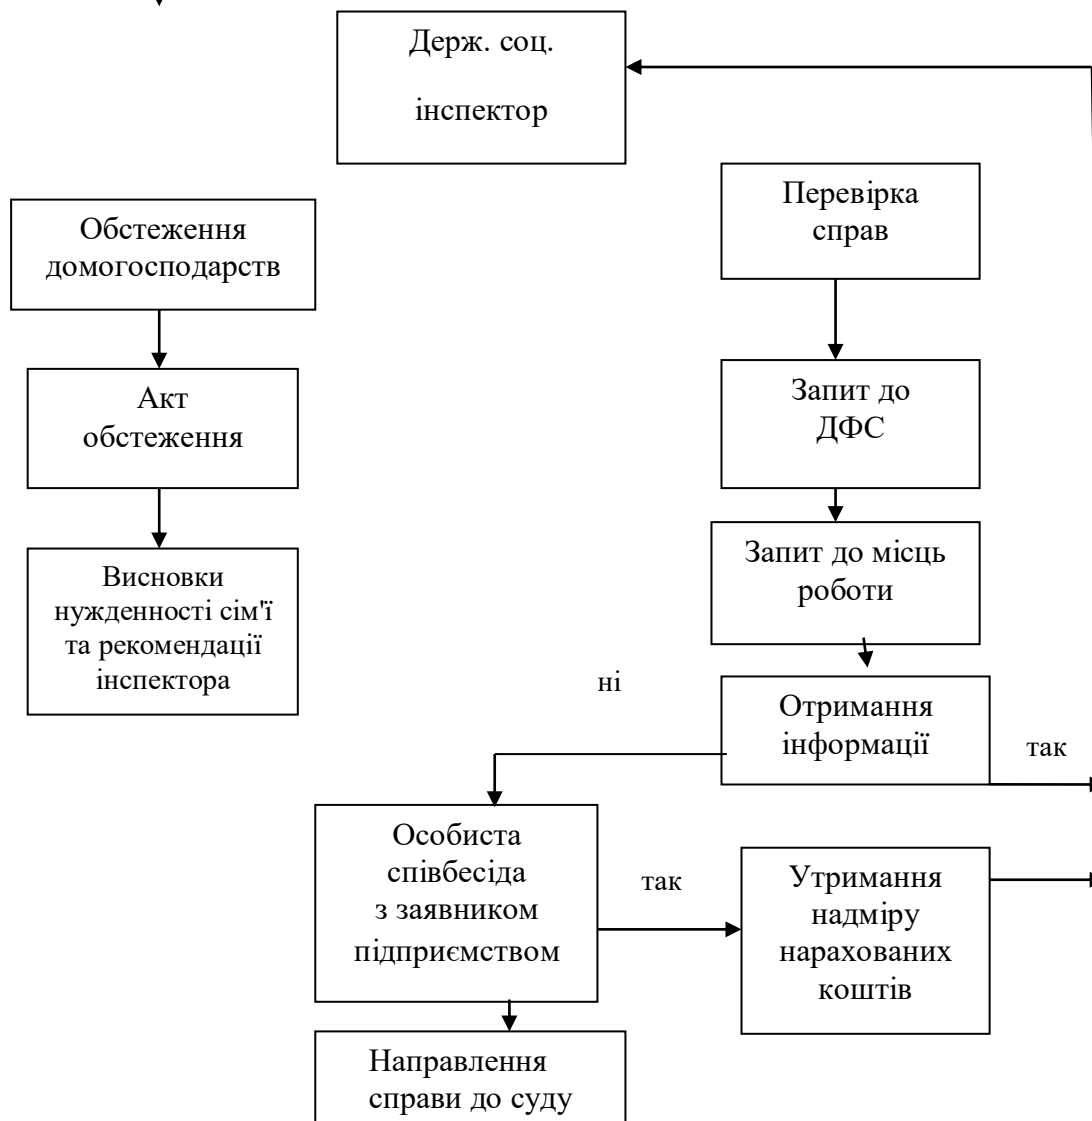 Держ. соц.
інспектор
Обстеження
домогосподарств
Перевірка
справ
Акт
обстеження
Запит до
ДФС
Висновки
нужденності сім'ї
та рекомендації
інспектора
Запит до місць
роботи
ні
Отримання
інформації
так
Особиста
співбесіда
з заявником
підприємством
так
Утримання
надміру
нарахованих
коштів
Направлення
справи до суду